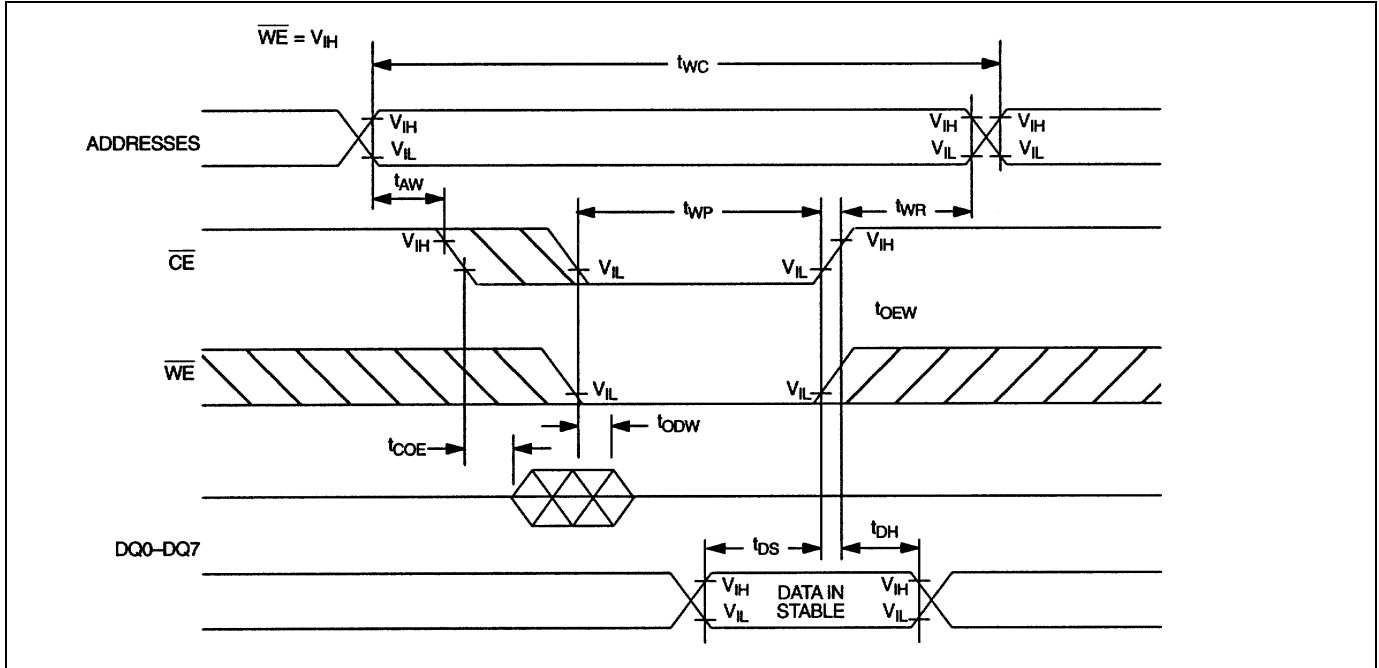 WE = VIH
tWC
ADDRESSES
VIH
VIL
VIH
VIL
VIH
VIL
tAW
tWP
tWR
CE
VIH
VIL
VIL
VIH
tOEW
WE
VIL
VIL
tODW
tCOE
DQ0–DQ7
tDS
tDH
VIH
VIL
DATA IN
STABLE
VIH
VIL